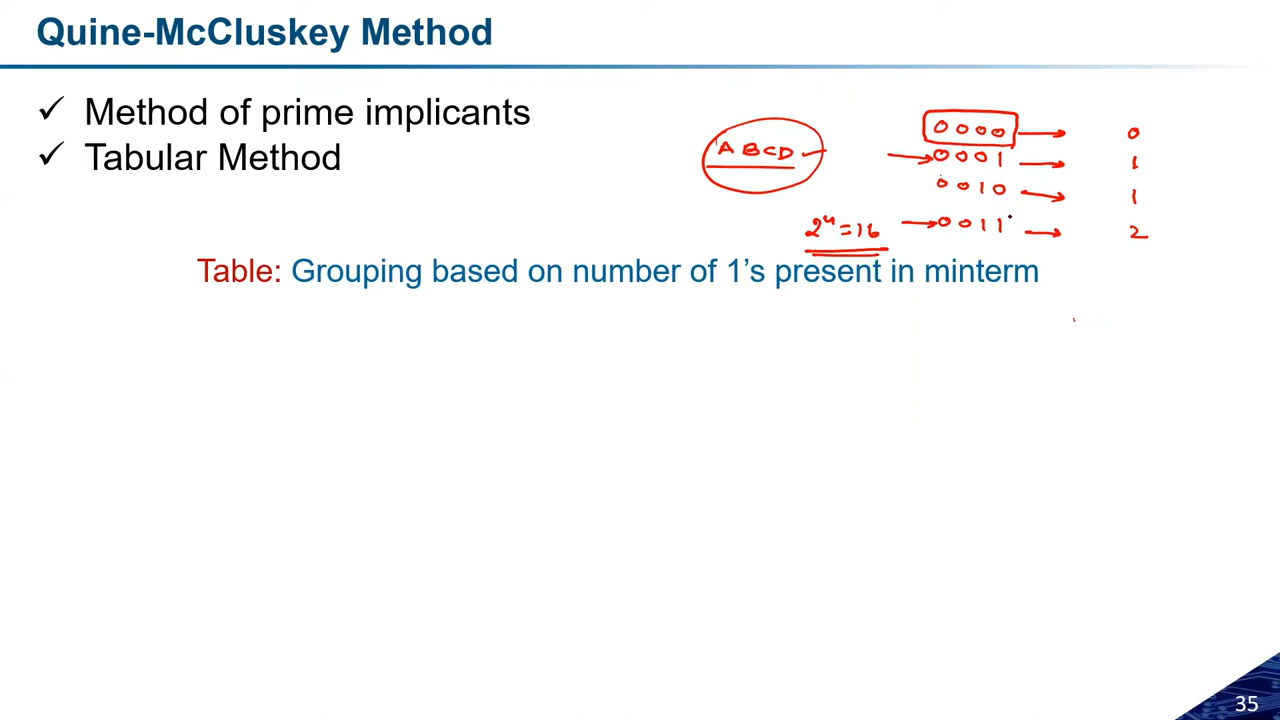 Quine-McCluskey Method
✓ Method of prime implicants
✓ Tabular Method
ABCD
0000 → 0
→ 0001 → 1
0010 → 1
2⁴=16 → 0011 → 2
Table: Grouping based on number of 1’s present in minterm
35